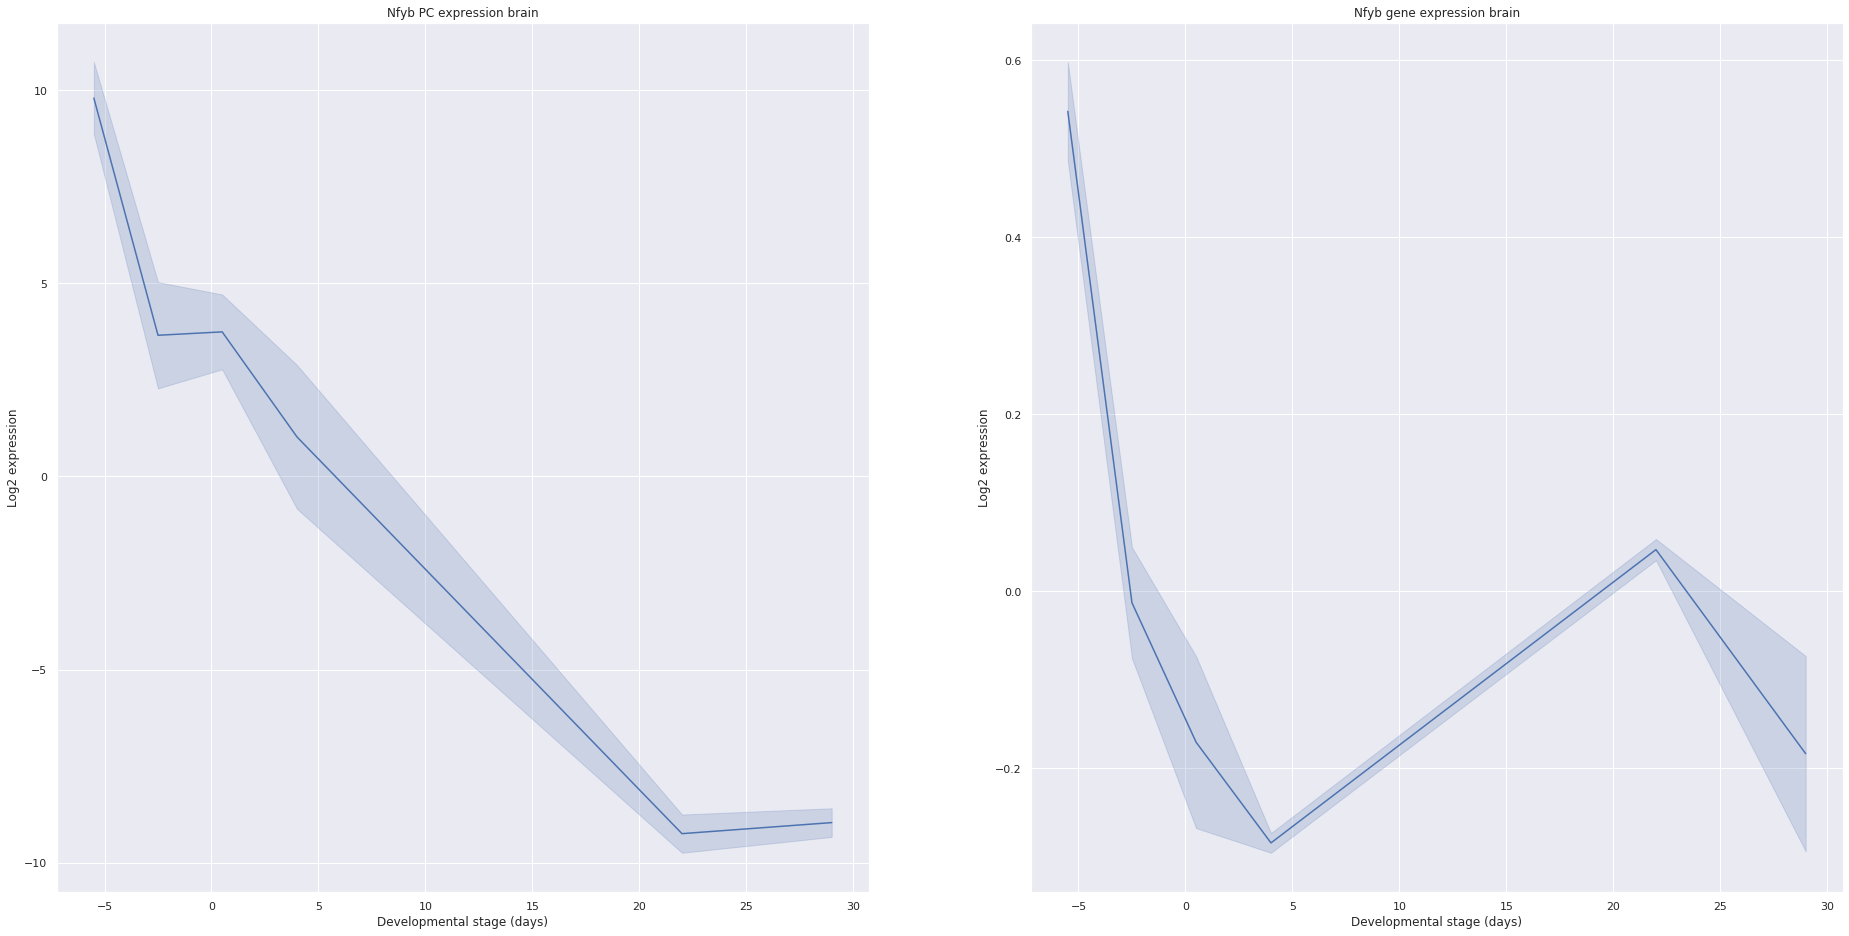 Nfyb PC expression brain
Log2 expression
10
5
0
−5
−10
−5 0 5 10 15 20 25 30
Developmental stage (days)
Nfyb gene expression brain
Log2 expression
0.6
0.4
0.2
0.0
−0.2
−5 0 5 10 15 20 25 30
Developmental stage (days)